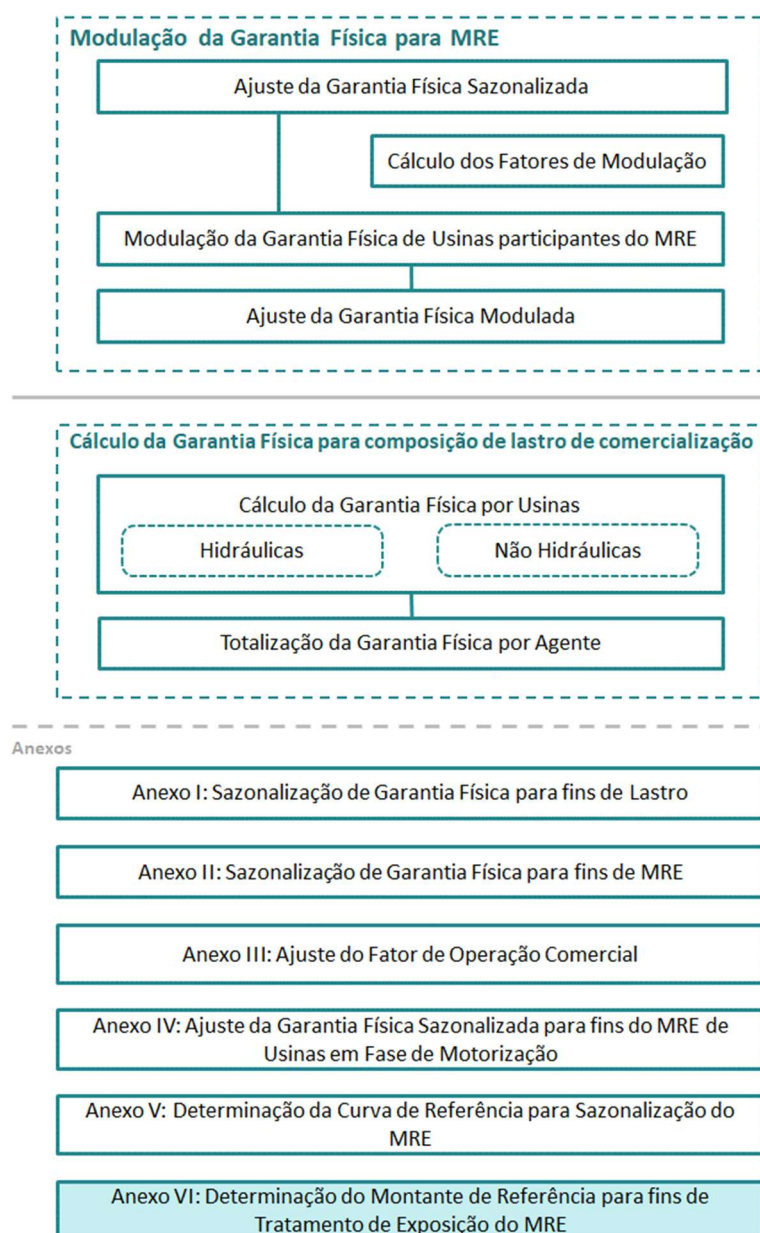 Modulação da Garantia Física para MRE
Ajuste da Garantia Física Sazonalizada
Cálculo dos Fatores de Modulação
Modulação da Garantia Física de Usinas participantes do MRE
Ajuste da Garantia Física Modulada
Cálculo da Garantia Física para composição de lastro de comercialização
Cálculo da Garantia Física por Usinas
Hidráulicas
Não Hidráulicas
Totalização da Garantia Física por Agente
Anexos
Anexo I: Sazonalização de Garantia Física para fins de Lastro
Anexo II: Sazonalização de Garantia Física para fins de MRE
Anexo III: Ajuste do Fator de Operação Comercial
Anexo IV: Ajuste da Garantia Física Sazonalizada para fins do MRE de
Usinas em Fase de Motorização
Anexo V: Determinação da Curva de Referência para Sazonalização do
MRE
Anexo VI: Determinação do Montante de Referência para fins de
Tratamento de Exposição do MRE